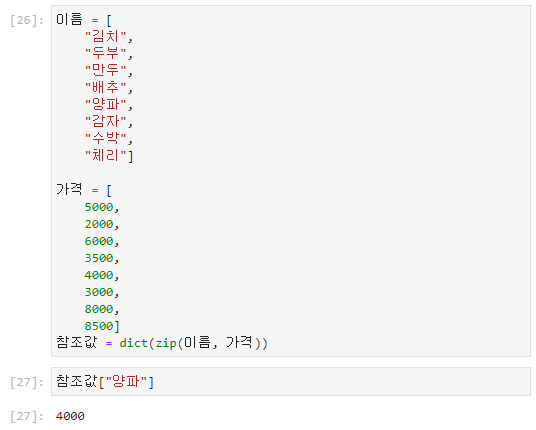 [26]: 이름 = [
"김치",
"두부",
"만두",
"배추",
"양파",
"감자",
"수박",
"체리"]
가격 = [
5000,
2000,
6000,
3500,
4000,
3000,
8000,
8500]
참조값 = dict(zip(이름, 가격))
[27]: 참조값["양파"]
[27]: 4000